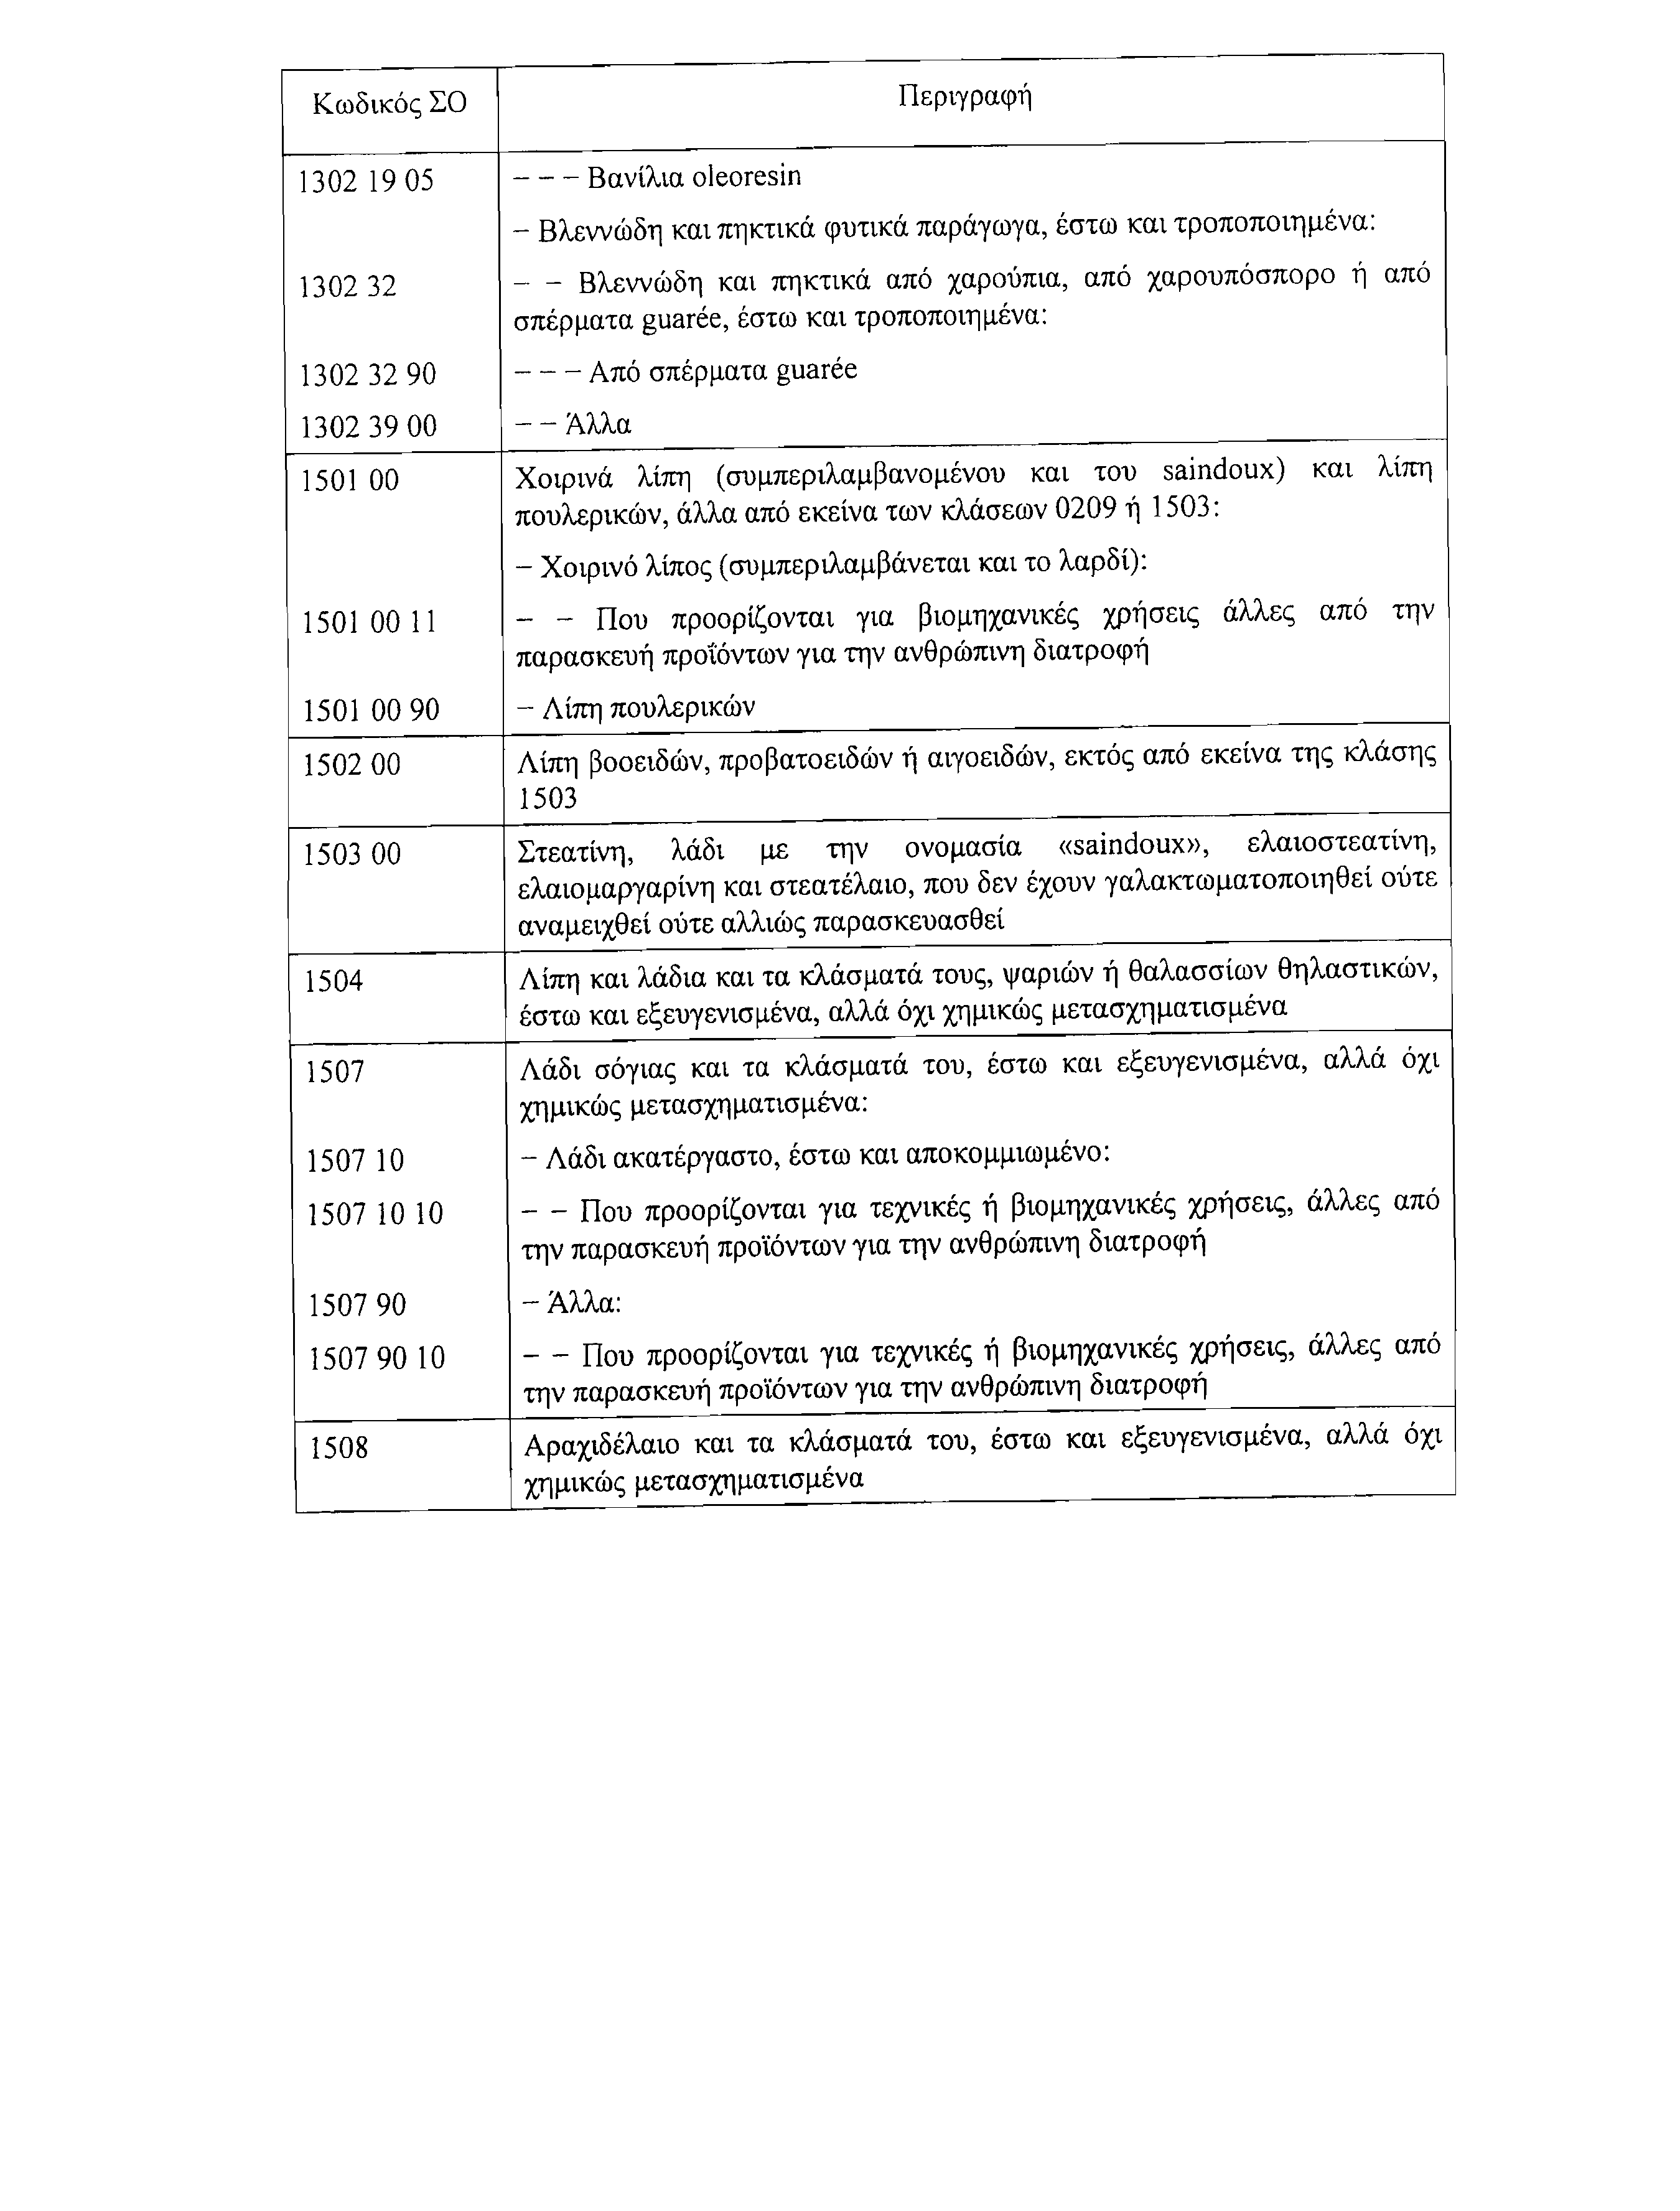 Κωδικός ΣΟ Περιγραφή
1302 19 05 – – – Βανίλια oleoresin
– Βλεννώδη και πηκτικά φυτικά παράγωγα, έστω και τροποποιημένα:
1302 32 – – Βλεννώδη και πηκτικά από χαρούπια, από χαρουπόσπορο ή από
σπέρματα guarée, έστω και τροποποιημένα:
1302 32 90 – – – Από σπέρματα guarée
1302 39 00 – – Άλλα
1501 00 Χοιρινά λίπη (συμπεριλαμβανομένου και του saindoux) και λίπη
πουλερικών, άλλα από εκείνα των κλάσεων 0209 ή 1503:
– Χοιρινό λίπος (συμπεριλαμβάνεται και το λαρδί):
1501 00 11 – – Που προορίζονται για βιομηχανικές χρήσεις άλλες από την
παρασκευή προϊόντων για την ανθρώπινη διατροφή
1501 00 90 – Λίπη πουλερικών
1502 00 Λίπη βοοειδών, προβατοειδών ή αιγοειδών, εκτός από εκείνα της κλάσης
1503
1503 00 Στεατίνη, λάδι με την ονομασία «saindoux», ελαιοστεατίνη,
ελαιομαργαρίνη και στεατέλαιο, που δεν έχουν γαλακτωματοποιηθεί ούτε
αναμειχθεί ούτε αλλιώς παρασκευασθεί
1504 Λίπη και λάδια και τα κλάσματά τους, ψαριών ή θαλασσίων θηλαστικών,
έστω και εξευγενισμένα, αλλά όχι χημικώς μετασχηματισμένα
1507 Λάδι σόγιας και τα κλάσματά του, έστω και εξευγενισμένα, αλλά όχι
χημικώς μετασχηματισμένα:
1507 10 – Λάδι ακατέργαστο, έστω και αποκομμιωμένο:
1507 10 10 – – Που προορίζονται για τεχνικές ή βιομηχανικές χρήσεις, άλλες από
την παρασκευή προϊόντων για την ανθρώπινη διατροφή
1507 90 – Άλλα:
1507 90 10 – – Που προορίζονται για τεχνικές ή βιομηχανικές χρήσεις, άλλες από
την παρασκευή προϊόντων για την ανθρώπινη διατροφή
1508 Αραχιδέλαιο και τα κλάσματά του, έστω και εξευγενισμένα, αλλά όχι
χημικώς μετασχηματισμένα